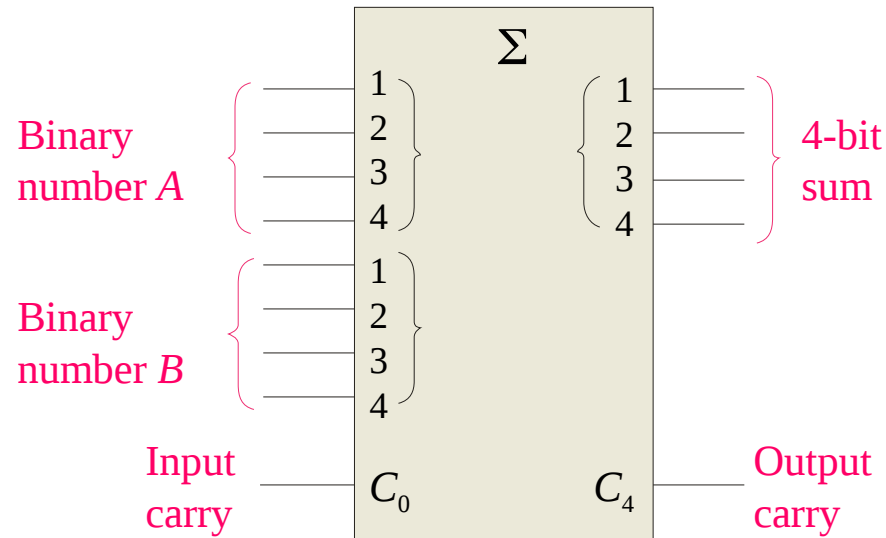 Σ
Binary
number A
1
2
3
4
1
2
3
4
4-bit
sum
Binary
number B
1
2
3
4
Input
carry
C₀
C₄
Output
carry